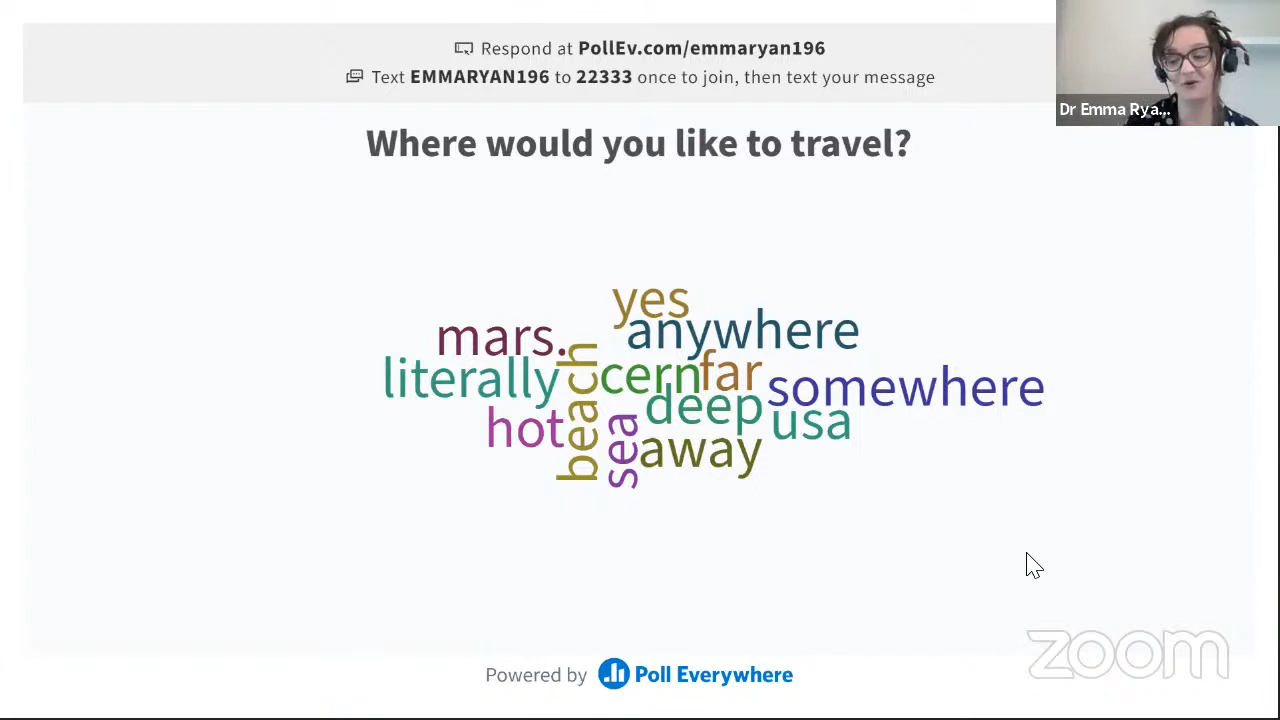 Respond at PollEv.com/emmaryan196
Text EMMARYAN196 to 22333 once to join, then text your message
Dr Emma Rya...
Where would you like to travel?
yes
anywhere
mars.
literally
beach
cern
far
somewhere
deep
usa
hot
sea
away
zoom
Powered by Poll Everywhere